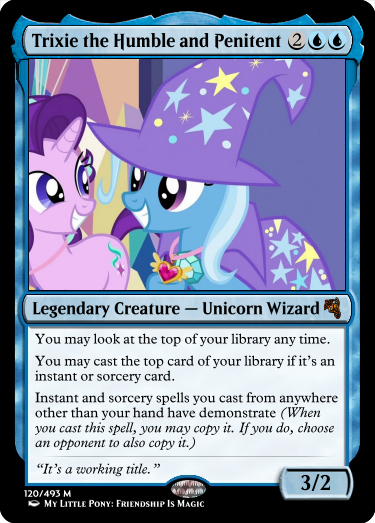 Trixie the Humble and Penitent 2
Legendary Creature — Unicorn Wizard
You may look at the top of your library any time.
You may cast the top card of your library if it's an
instant or sorcery card.
Instant and sorcery spells you cast from anywhere
other than your hand have demonstrate (When
you cast this spell, you may copy it. If you do, choose
an opponent to also copy it.)
“It's a working title.”
3/2
120/493 M
My Little Pony: Friendship Is Magic